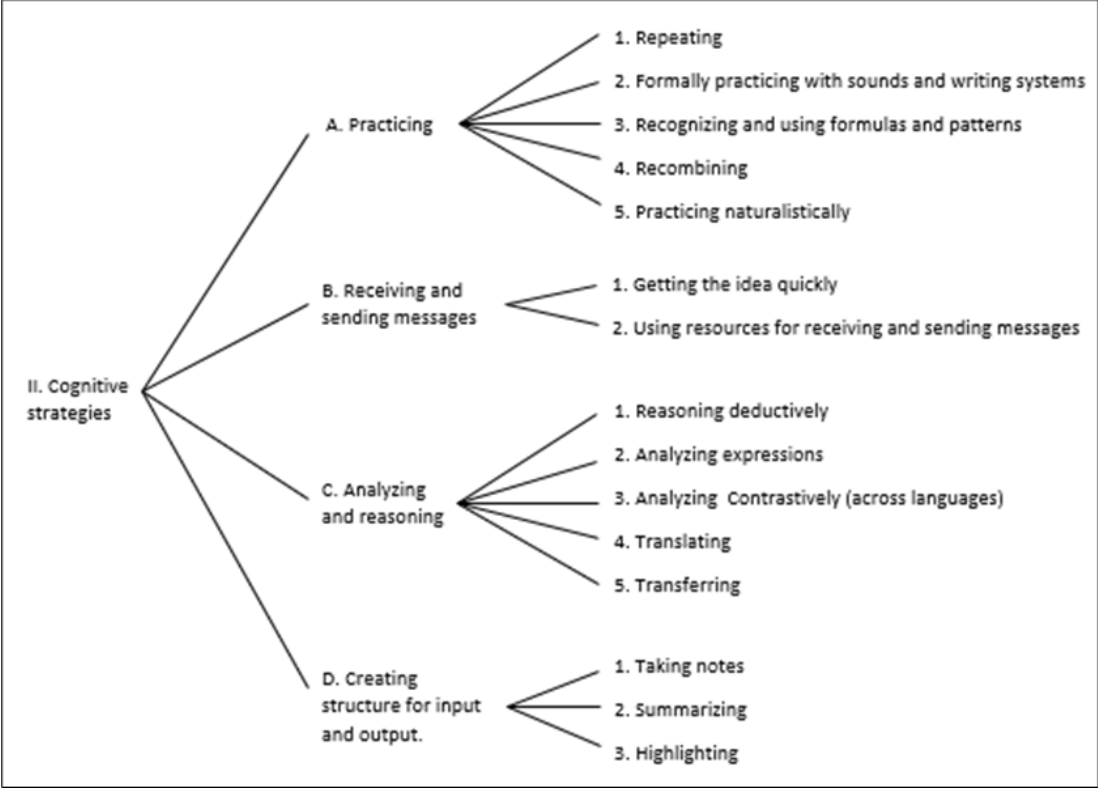 II. Cognitive
strategies
A. Practicing
1. Repeating
2. Formally practicing with sounds and writing systems
3. Recognizing and using formulas and patterns
4. Recombining
5. Practicing naturalistically
B. Receiving and
sending messages
1. Getting the idea quickly
2. Using resources for receiving and sending messages
C. Analyzing
and reasoning
1. Reasoning deductively
2. Analyzing expressions
3. Analyzing  Contrastively (across languages)
4. Translating
5. Transferring
D. Creating
structure for input
and output.
1. Taking notes
2. Summarizing
3. Highlighting